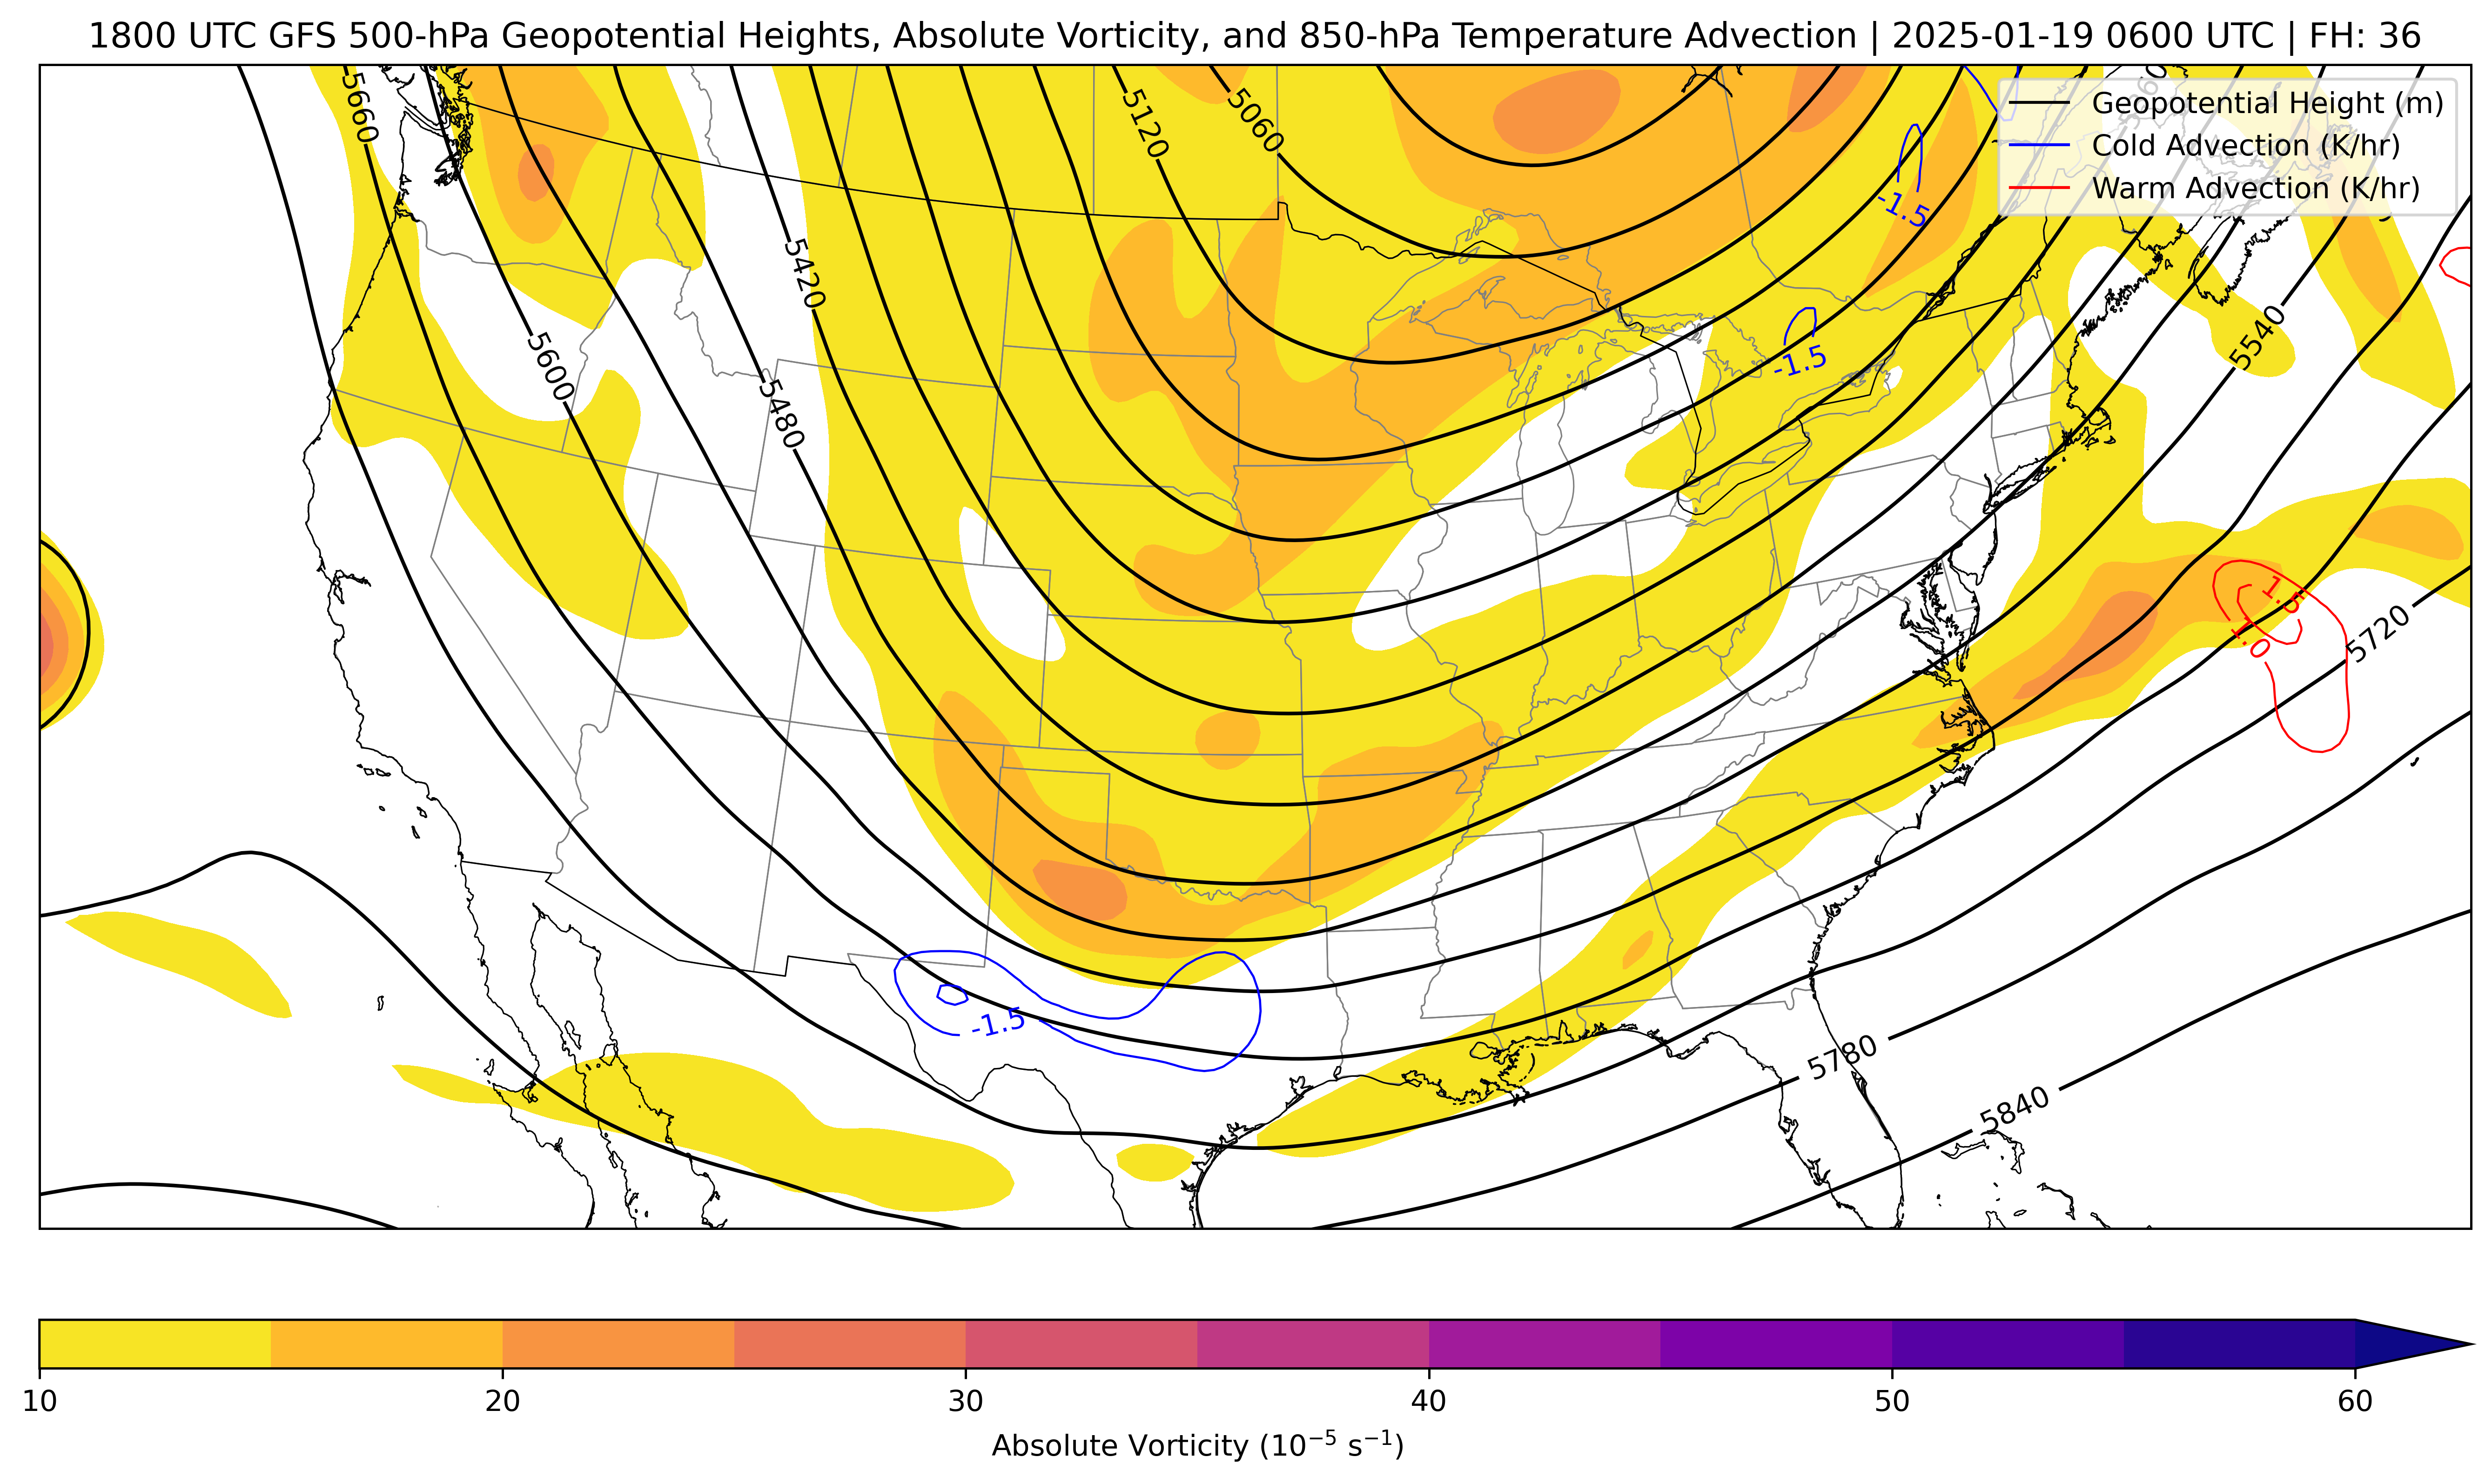 1800 UTC GFS 500-hPa Geopotential Heights, Absolute Vorticity, and 850-hPa Temperature Advection | 2025-01-19 0600 UTC | FH: 36
Geopotential Height (m)
Cold Advection (K/hr)
Warm Advection (K/hr)
5660
5120
5060
-1.5
5420
5540
5600
-1.5
5480
1.5
1.0
5720
-1.5
5780
5840
10 20 30 40 50 60
Absolute Vorticity (10⁻⁵ s⁻¹)